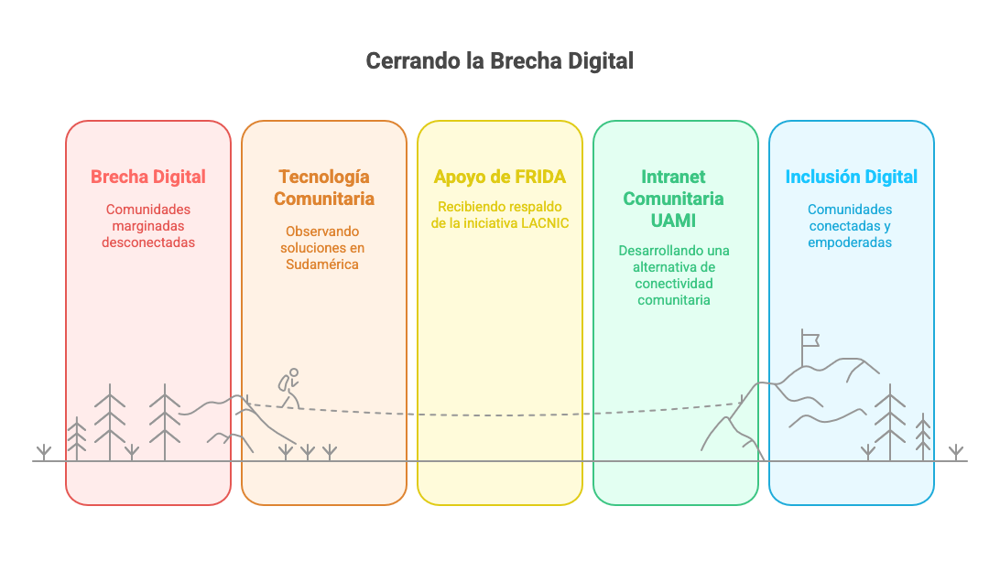 Cerrando la Brecha Digital
Brecha Digital
Comunidades
marginadas
desconectadas
Tecnología
Comunitaria
Observando
soluciones en
Sudamérica
Apoyo de FRIDA
Recibiendo respaldo
de la iniciativa LACNIC
Intranet
Comunitaria
UAMI
Desarrollando una
alternativa de
conectividad
comunitaria
Inclusión Digital
Comunidades
conectadas y
empoderadas